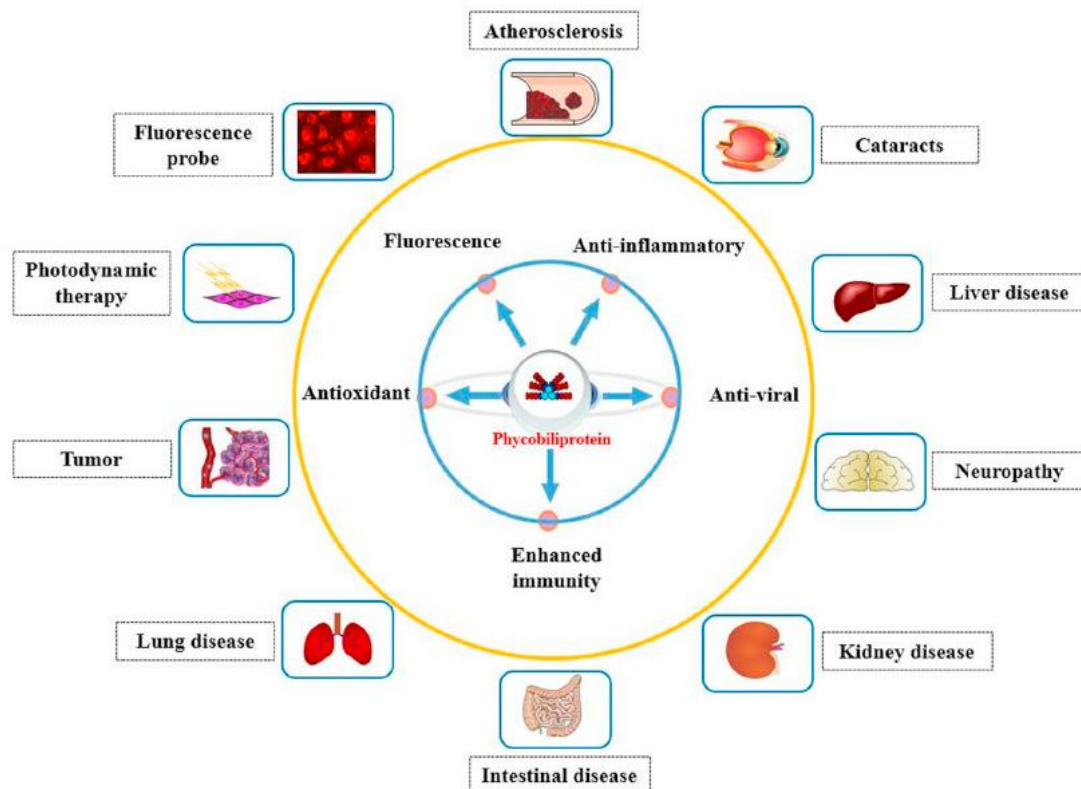 Atherosclerosis
Fluorescence
probe
Cataracts
Fluorescence
Anti-inflammatory
Photodynamic
therapy
Liver disease
Antioxidant
Anti-viral
Phycobiliprotein
Tumor
Neuropathy
Enhanced
immunity
Lung disease
Kidney disease
Intestinal disease